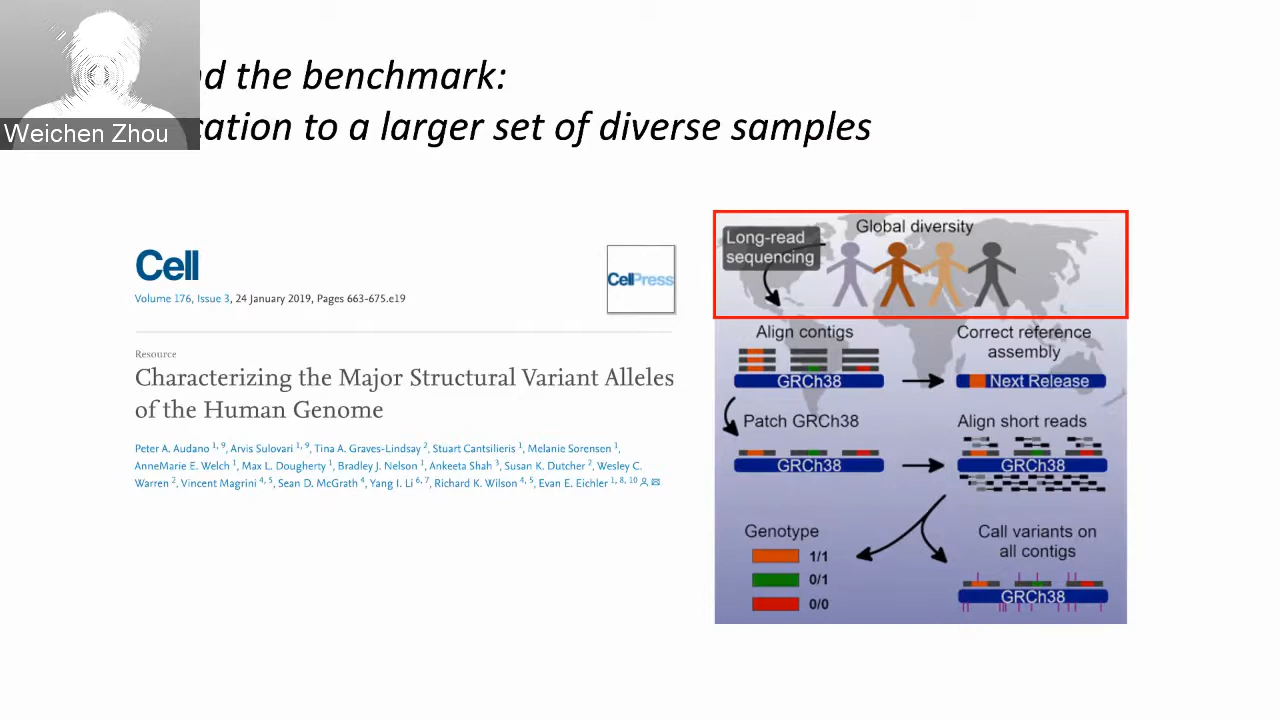 Weichen Zhou
the benchmark:
to a larger set of diverse samples
Cell
CellPress
Volume 176, Issue 3, 24 January 2019, Pages 663-675.e19
Resource
Characterizing the Major Structural Variant Alleles
of the Human Genome
Peter A. Audano 1, 9, Arvis Sulovari 1, 9, Tina A. Graves-Lindsay 2, Stuart Cantsilieris 1, Melanie Sorensen 1,
AnneMarie E. Welch 1, Max L. Dougherty 1, Bradley J. Nelson 1, Ankeeta Shah 3, Susan K. Dutcher 2, Wesley C.
Warren 2, Vincent Magrini 4, 5, Sean D. McGrath 4, Yang I. Li 6, 7, Richard K. Wilson 4, 5, Evan E. Eichler 1, 8, 10
Global diversity
Long-read
sequencing
Align contigs
GRCh38
Correct reference
assembly
Next Release
Patch GRCh38
GRCh38
Align short reads
GRCh38
Genotype
1/1
0/1
0/0
Call variants on
all contigs
GRCh38